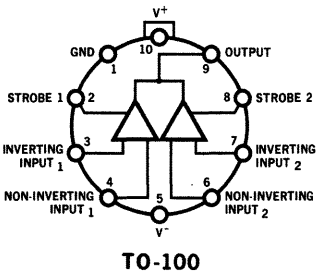 V+
10
GND
1
OUTPUT
9
STROBE 1
2
8
STROBE 2
INVERTING
INPUT 1
3
7
INVERTING
INPUT 2
NON-INVERTING
INPUT 1
4
5
V-
6
NON-INVERTING
INPUT 2
TO-100